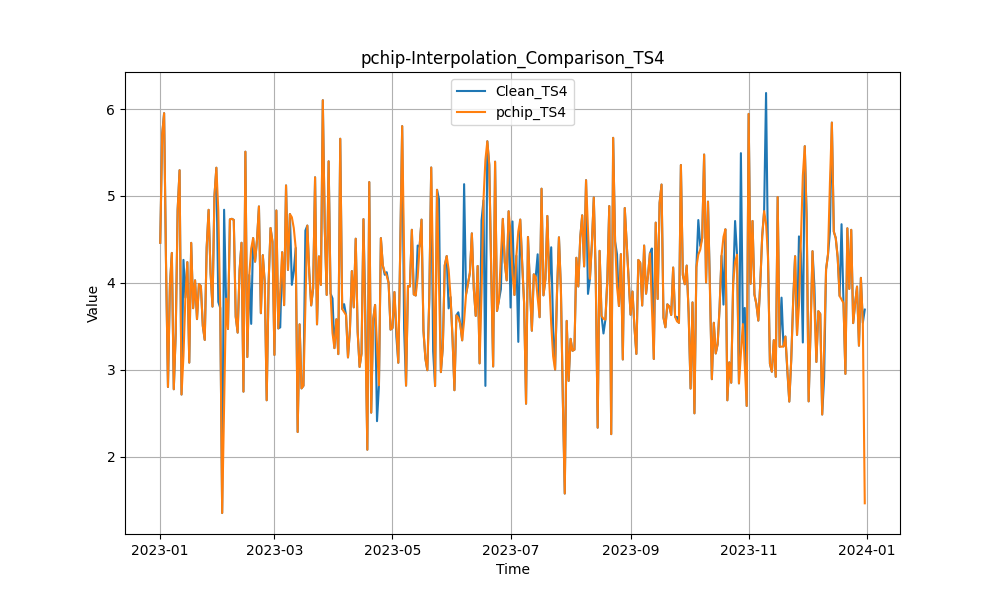 pchip-Interpolation_Comparison_TS4
Clean_TS4
pchip_TS4
6
5
4
3
2
Value
2023-01 2023-03 2023-05 2023-07 2023-09 2023-11 2024-01
Time